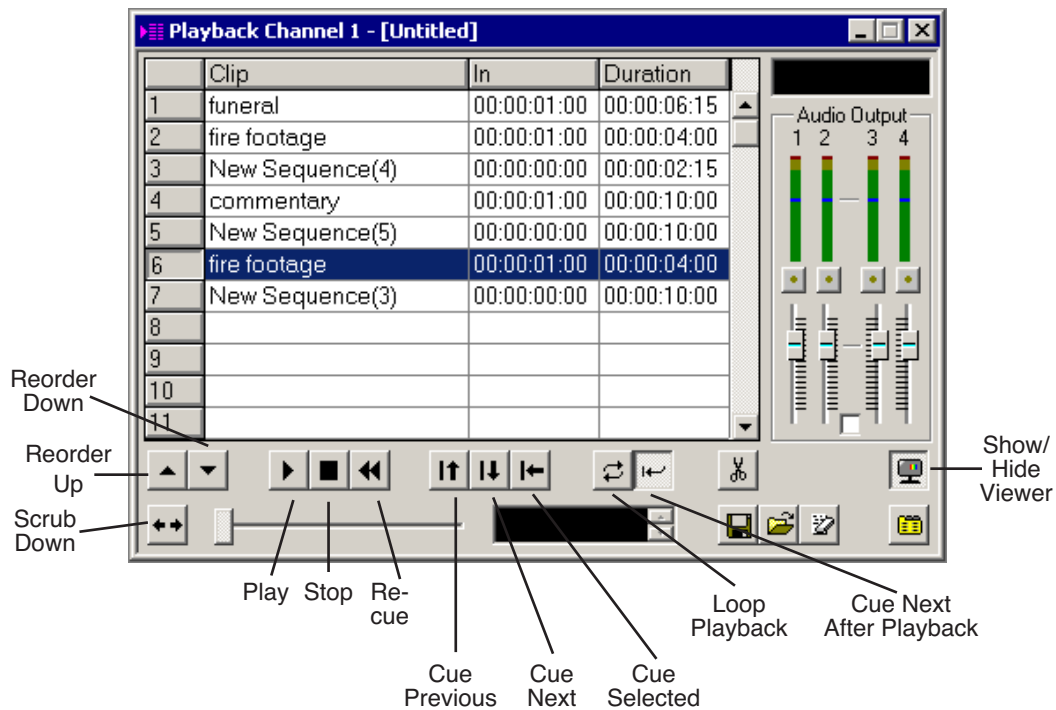 Playback Channel 1 - [Untitled]
Clip In Duration
1 funeral 00:00:01:00 00:00:06:15
2 fire footage 00:00:01:00 00:00:04:00
3 New Sequence(4) 00:00:00:00 00:00:02:15
4 commentary 00:00:01:00 00:00:10:00
5 New Sequence(5) 00:00:00:00 00:00:10:00
6 fire footage 00:00:01:00 00:00:04:00
7 New Sequence(3) 00:00:00:00 00:00:10:00
8
9
10
11
Audio Output
1 2 3 4
Reorder
Down
Reorder
Up
Scrub
Down
Show/
Hide
Viewer
Play
Stop
Re-
cue
Loop
Playback
Cue Next
After Playback
Cue
Previous
Cue
Next
Cue
Selected